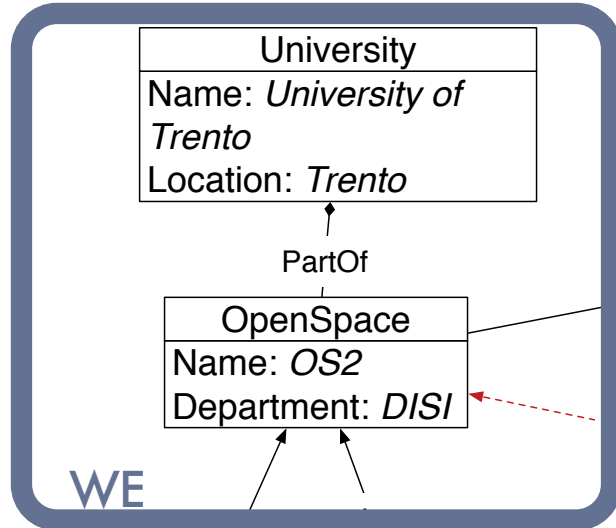 University
Name: University of
Trento
Location: Trento
PartOf
OpenSpace
Name: OS2
Department: DISI
WE